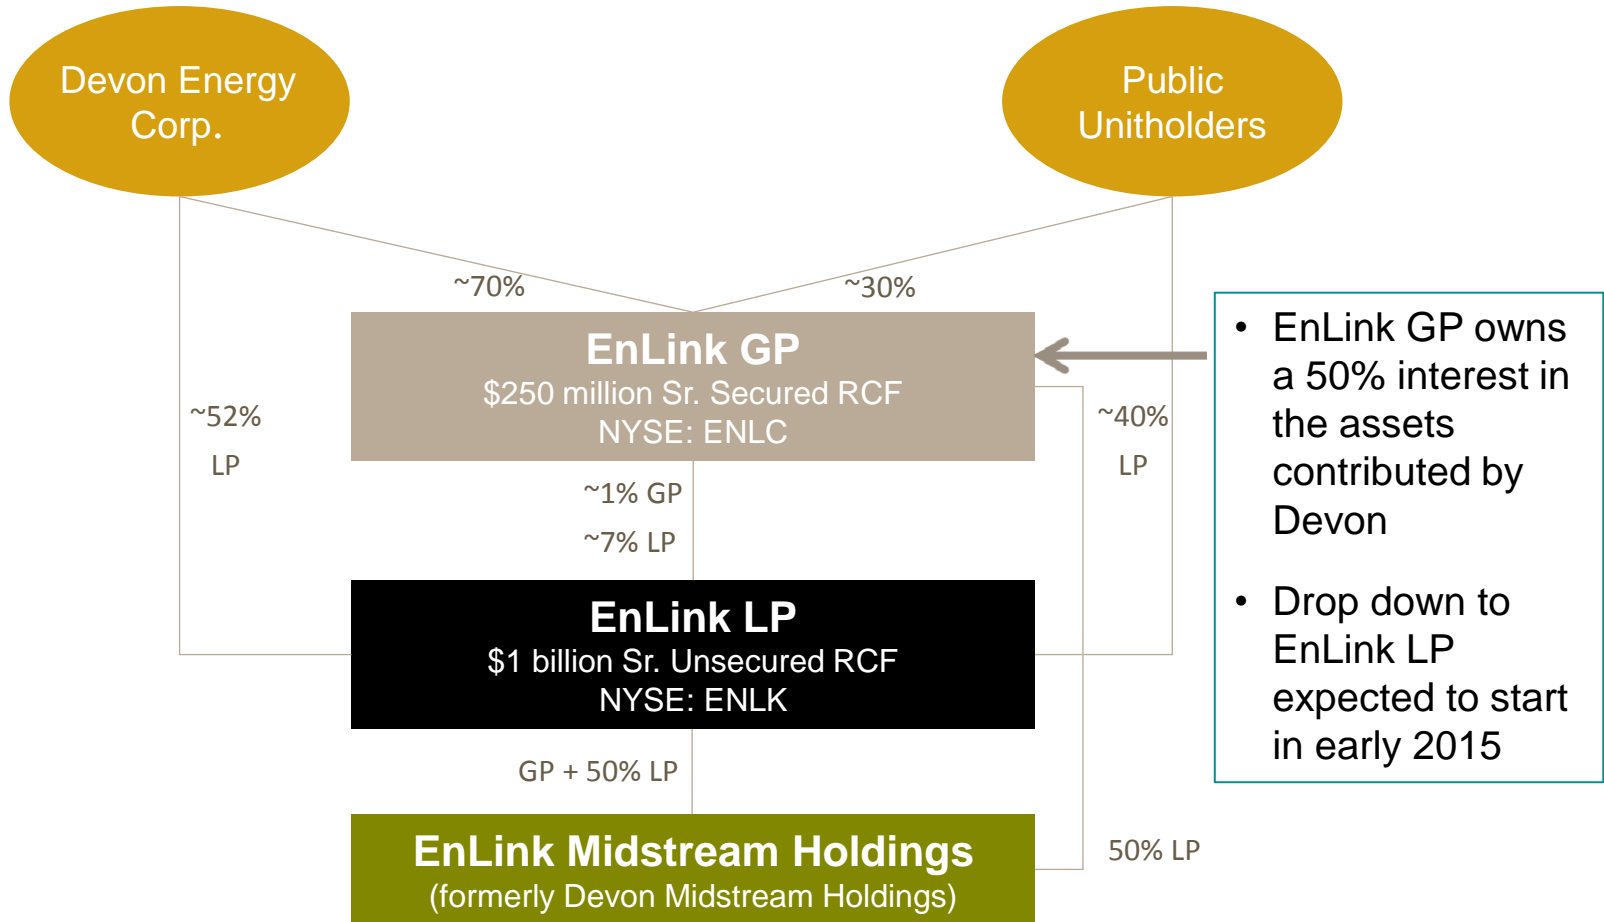 Devon Energy
Corp.
Public
Unitholders
~70%
~30%
EnLink GP
$250 million Sr. Secured RCF
NYSE: ENLC
~52%
LP
~40%
LP
~1% GP
~7% LP
EnLink LP
$1 billion Sr. Unsecured RCF
NYSE: ENLK
GP + 50% LP
EnLink Midstream Holdings
(formerly Devon Midstream Holdings)
50% LP
• EnLink GP owns
a 50% interest in
the assets
contributed by
Devon
• Drop down to
EnLink LP
expected to start
in early 2015